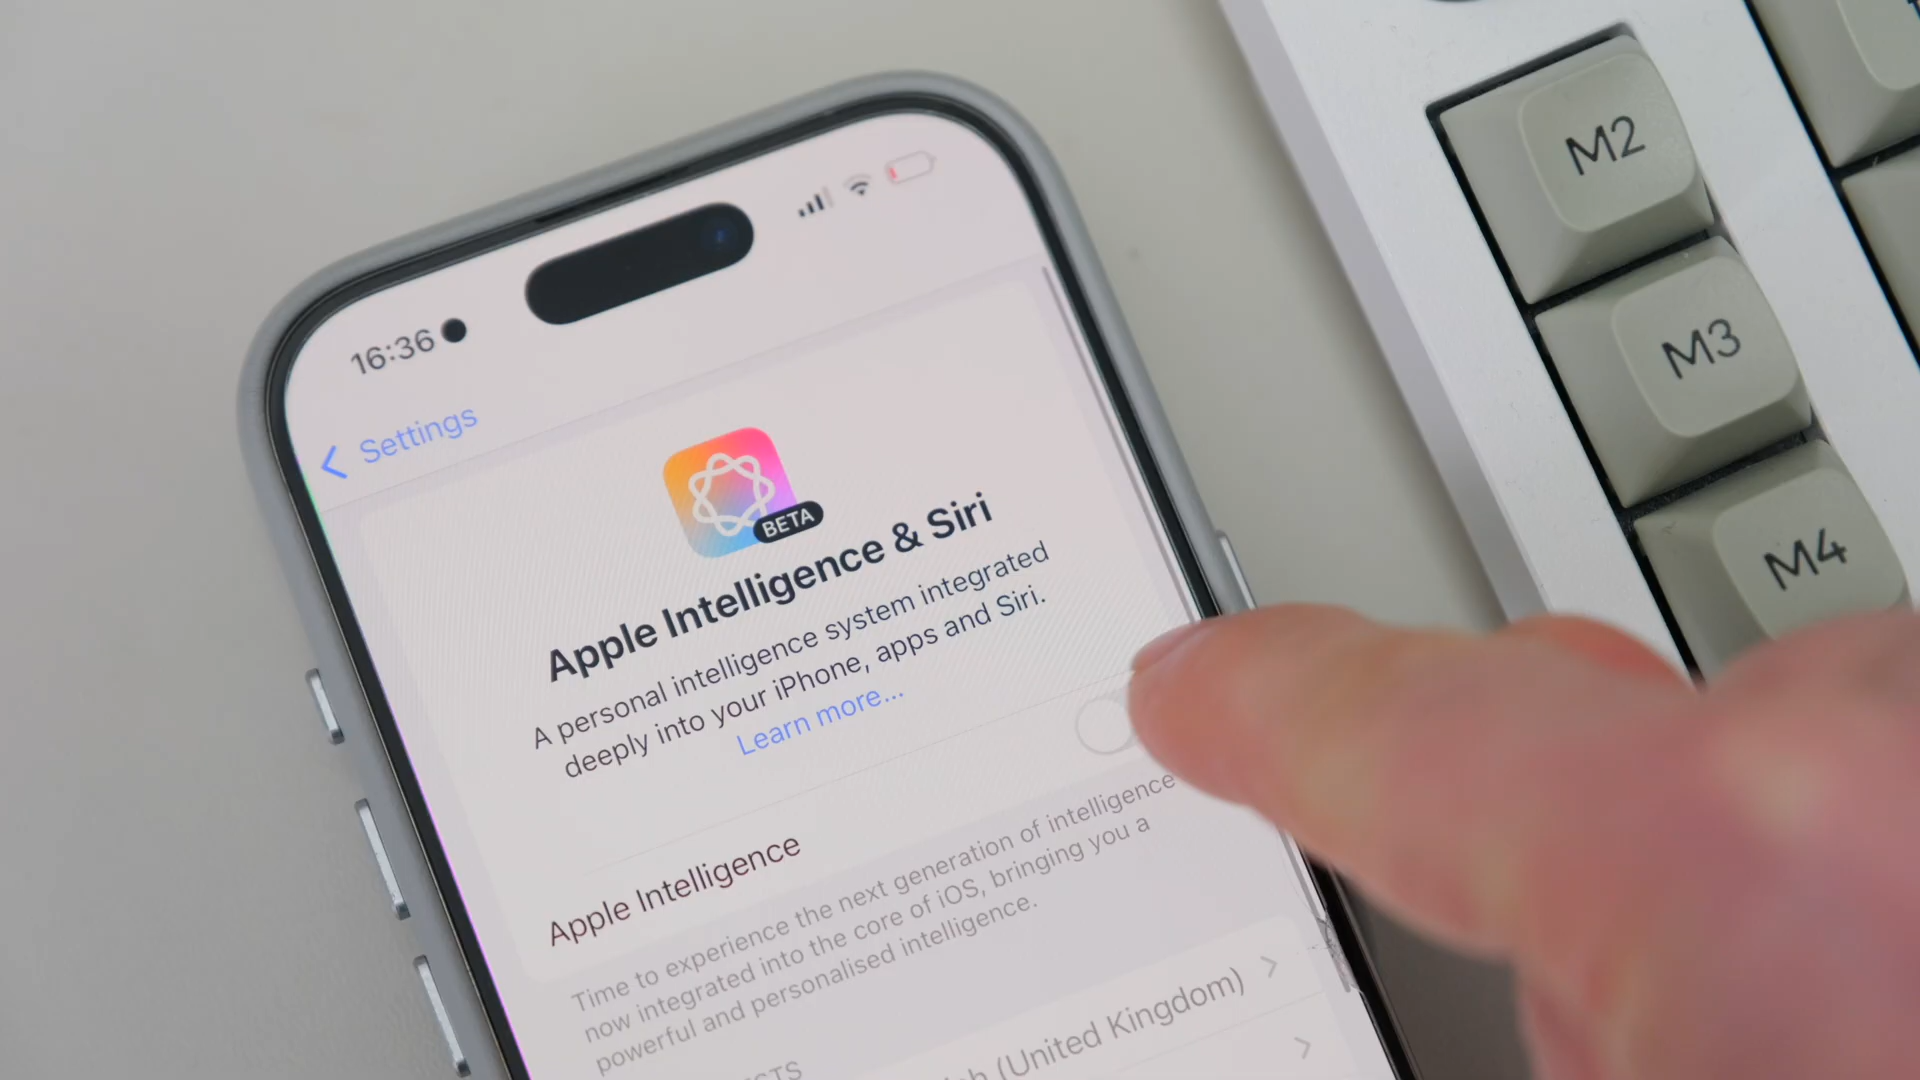 16:36
Settings
BETA
Apple Intelligence & Siri
A personal intelligence system integrated
deeply into your iPhone, apps and Siri.
Learn more...
Apple Intelligence
Time to experience the next generation of intelligence
now integrated into the core of iOS, bringing you a
powerful and personalised intelligence.
(United Kingdom)
M2
M3
M4